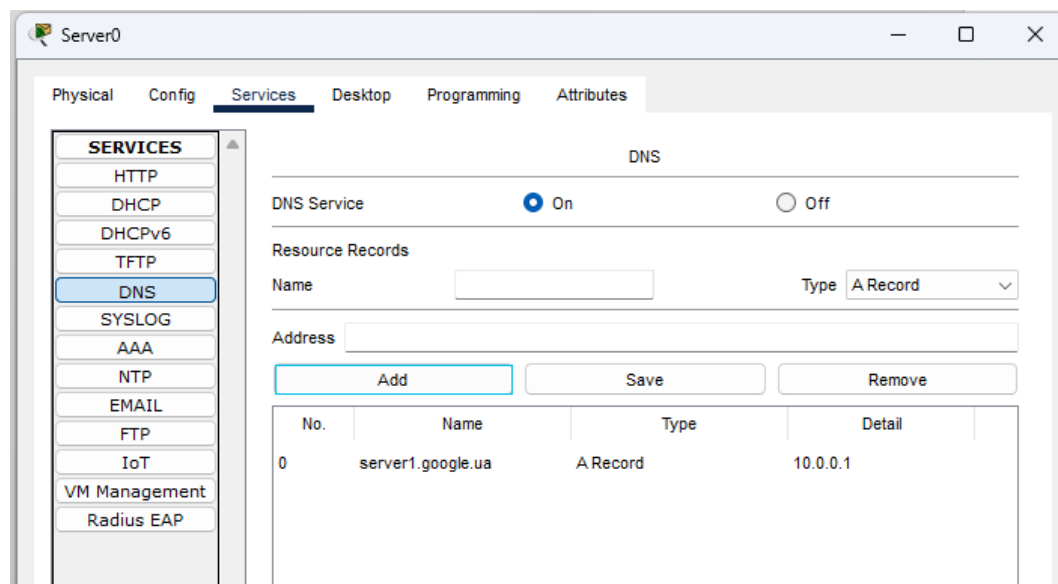 Server0
Physical Config Services Desktop Programming Attributes
SERVICES
HTTP
DHCP
DHCPv6
TFTP
DNS
SYSLOG
AAA
NTP
EMAIL
FTP
IoT
VM Management
Radius EAP
DNS
DNS Service On Off
Resource Records
Name Type A Record
Address
Add Save Remove
No. Name Type Detail
0 server1.google.ua A Record 10.0.0.1